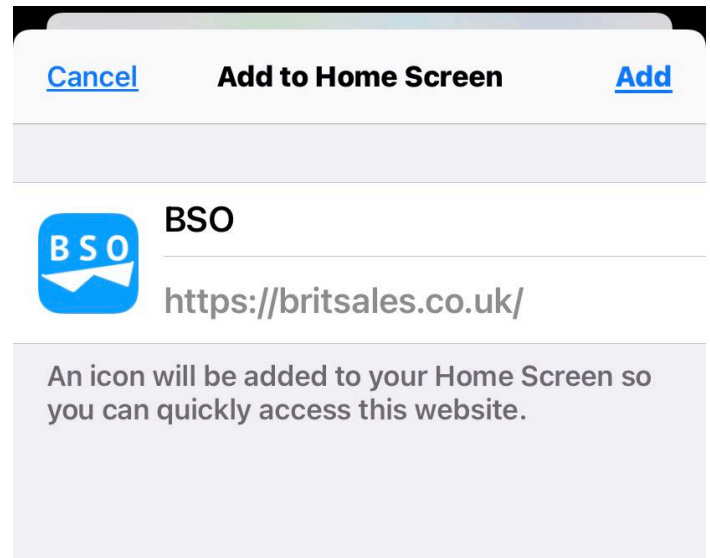 Cancel Add to Home Screen Add
BSO
BSO
https://britsales.co.uk/
An icon will be added to your Home Screen so
you can quickly access this website.